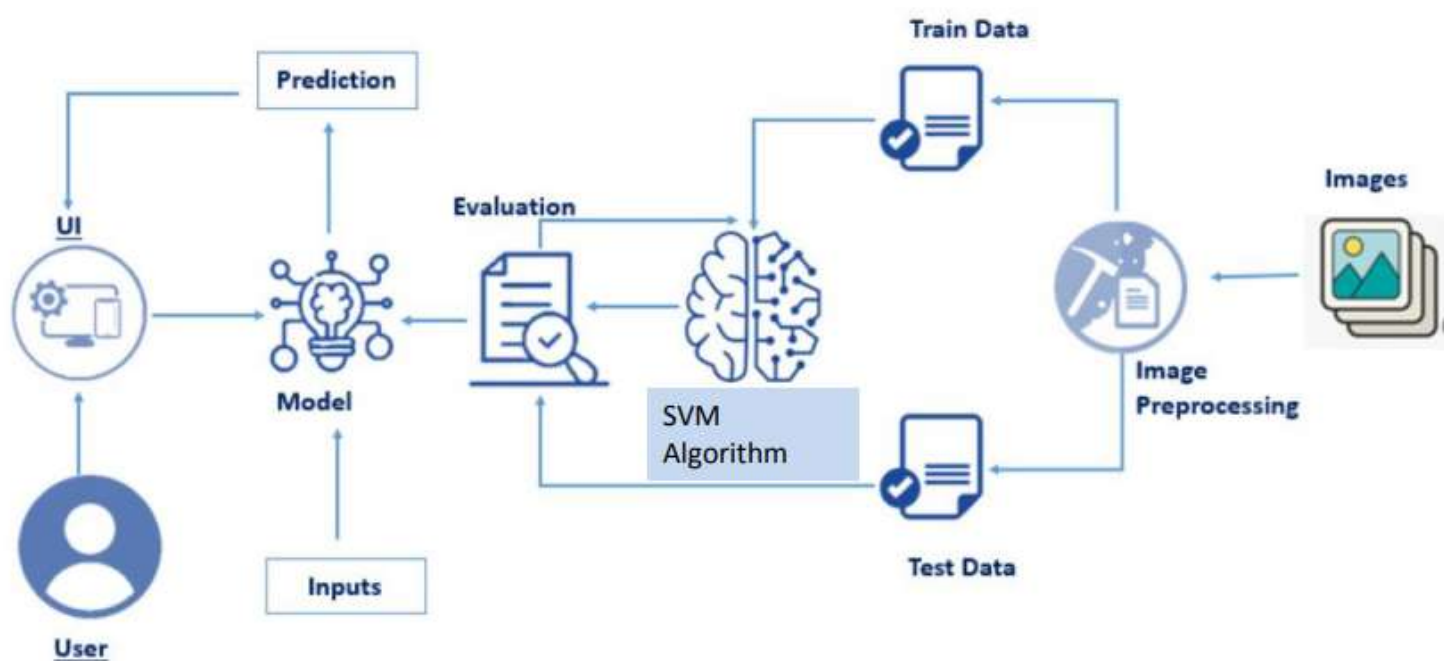 Train Data
Prediction
Images
Evaluation
UI
Image
Preprocessing
Model
SVM
Algorithm
Test Data
Inputs
User